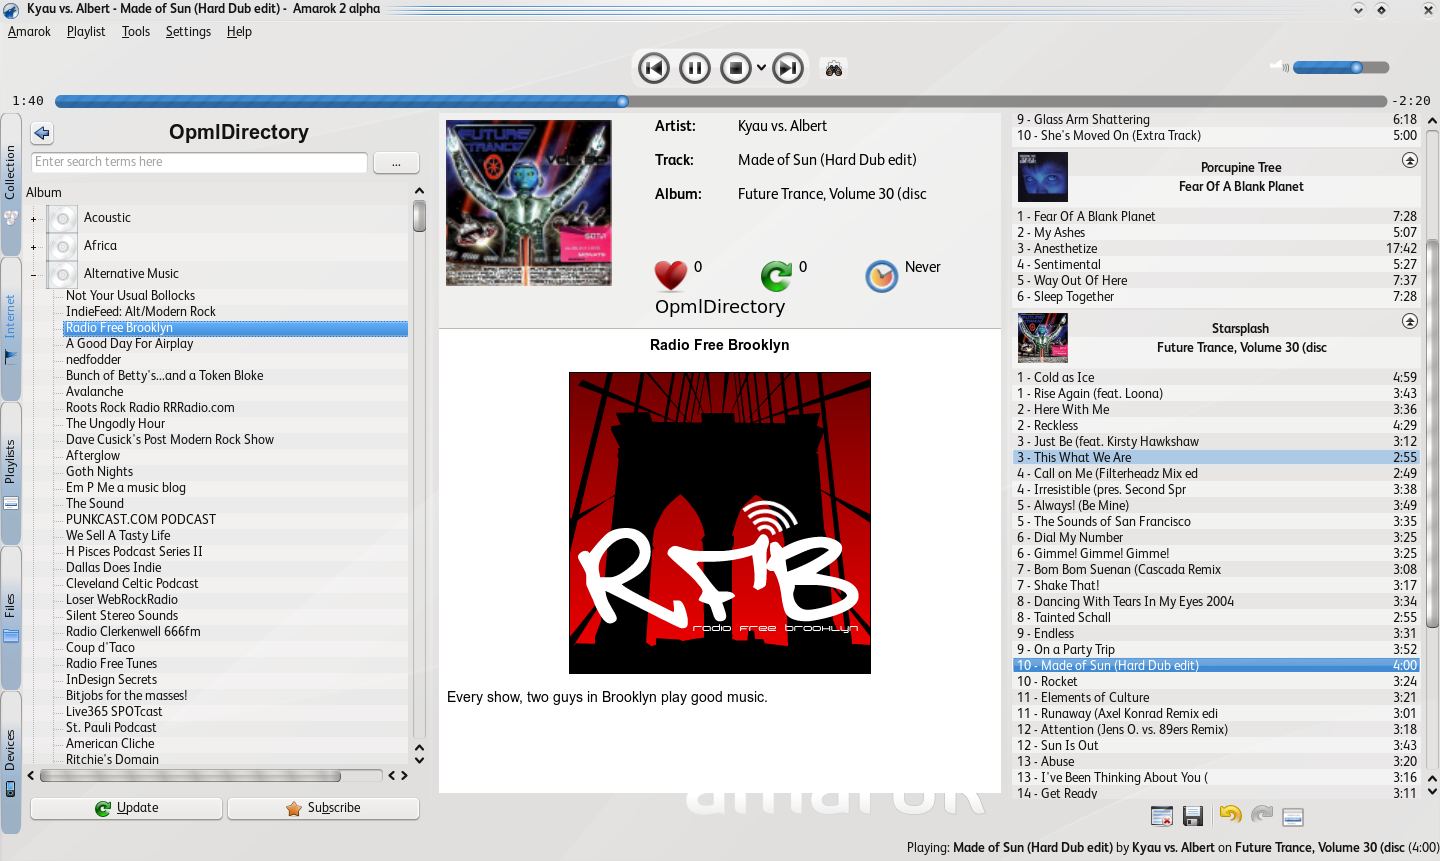 Kyau vs. Albert - Made of Sun (Hard Dub edit) - Amarok 2 alpha
Amarok Playlist Tools Settings Help
1:40
-2:20
Collection
Internet
Playlists
Files
Devices
OpmlDirectory
Enter search terms here
...
Album
Acoustic
Africa
Alternative Music
Not Your Usual Bollocks
IndieFeed: Alt/Modern Rock
Radio Free Brooklyn
A Good Day For Airplay
nedfodder
Bunch of Betty's...and a Token Bloke
Avalanche
Roots Rock Radio RRRadio.com
The Ungodly Hour
Dave Cusick's Post Modern Rock Show
Afterglow
Goth Nights
Em P Me a music blog
The Sound
PUNKCAST.COM PODCAST
We Sell A Tasty Life
H Pisces Podcast Series II
Dallas Does Indie
Cleveland Celtic Podcast
Loser WebRockRadio
Silent Stereo Sounds
Radio Clerkenwell 666fm
Coup d'Taco
Radio Free Tunes
InDesign Secrets
Bitjobs for the masses!
Live365 SPOTcast
St. Pauli Podcast
American Cliche
Ritchie's Domain
Update
Subscribe
FUTURE
TRANCE
Artist: Kyau vs. Albert
Track: Made of Sun (Hard Dub edit)
Album: Future Trance, Volume 30 (disc
0
0
Never
OpmlDirectory
Radio Free Brooklyn
RFB
radio free brooklyn
Every show, two guys in Brooklyn play good music.
amarok
9 - Glass Arm Shattering 6:18
10 - She's Moved On (Extra Track) 5:00
Porcupine Tree
Fear Of A Blank Planet
1 - Fear Of A Blank Planet 7:28
2 - My Ashes 5:07
3 - Anesthetize 17:42
4 - Sentimental 5:27
5 - Way Out Of Here 7:37
6 - Sleep Together 7:28
Starsplash
Future Trance, Volume 30 (disc
1 - Cold as Ice 4:59
1 - Rise Again (feat. Loona) 3:43
2 - Here With Me 3:36
2 - Reckless 4:29
3 - Just Be (feat. Kirsty Hawkshaw 3:12
3 - This What We Are 2:55
4 - Call on Me (Filterheadz Mix ed 2:49
4 - Irresistible (pres. Second Spr 3:38
5 - Always! (Be Mine) 3:49
5 - The Sounds of San Francisco 3:35
6 - Dial My Number 3:25
6 - Gimme! Gimme! Gimme! 3:25
7 - Bom Bom Suenan (Cascada Remix 3:08
7 - Shake That! 3:17
8 - Dancing With Tears In My Eyes 2004 3:34
8 - Tainted Schall 2:55
9 - Endless 3:31
9 - On a Party Trip 3:52
10 - Made of Sun (Hard Dub edit) 4:00
10 - Rocket 3:24
11 - Elements of Culture 3:21
11 - Runaway (Axel Konrad Remix edi 3:01
12 - Attention (Jens O. vs. 89ers Remix) 3:18
12 - Sun Is Out 3:43
13 - Abuse 3:20
13 - I've Been Thinking About You ( 3:16
14 - Get Ready 3:11
Playing: Made of Sun (Hard Dub edit) by Kyau vs. Albert on Future Trance, Volume 30 (disc (4:00)